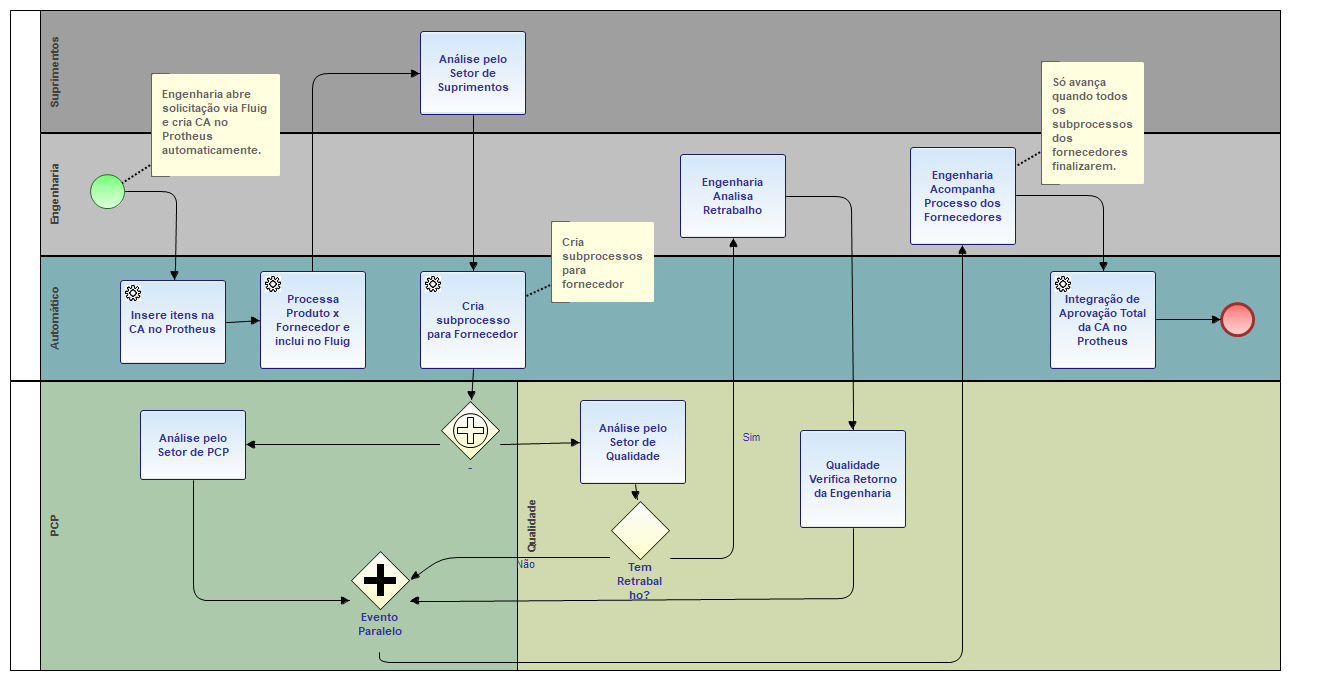 Suprimentos
Análise pelo
Setor de
Suprimentos
Engenharia abre
solicitação via Fluig
e cria CA no
Protheus
automaticamente.
Só avança
quando todos
os
subprocessos
dos
fornecedores
finalizarem.
Engenharia
Engenharia
Analisa
Retrabalho
Engenharia
Acompanha
Processo dos
Fornecedores
Cria
subprocessos
para
fornecedor
Automático
Insere itens na
CA no Protheus
Processa
Produto x
Fornecedor e
inclui no Fluig
Cria
subprocesso
para Fornecedor
Integração de
Aprovação Total
da CA no
Protheus
PCP
Análise pelo
Setor de PCP
-
Qualidade
Análise pelo
Setor de
Qualidade
Sim
Qualidade
Verifica Retorno
da Engenharia
Não
Tem
Retrabal
ho?
Evento
Paralelo